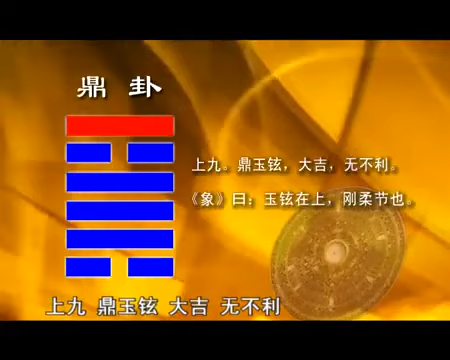 鼎 卦
上九。鼎玉铉，大吉，无不利。
《象》曰：玉铉在上，刚柔节也。
上九 鼎玉铉 大吉 无不利